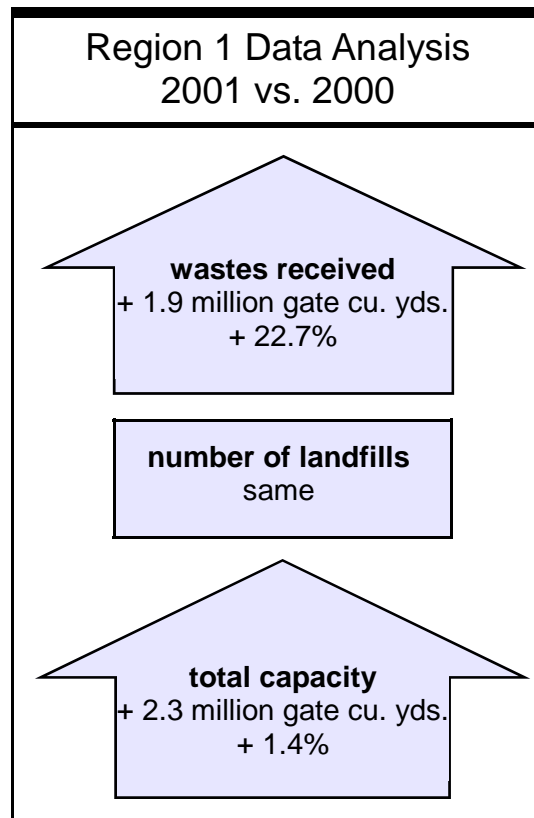 Region 1 Data Analysis
2001 vs. 2000
wastes received
+ 1.9 million gate cu. yds.
+ 22.7%
number of landfills
same
total capacity
+ 2.3 million gate cu. yds.
+ 1.4%